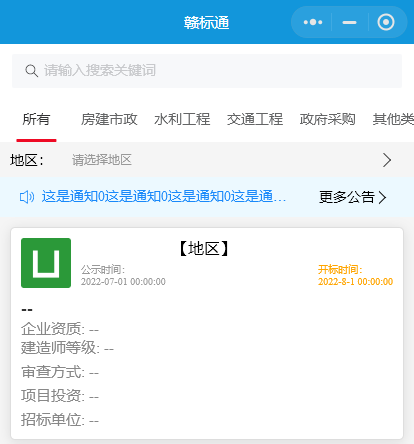 赣标通
请输入搜索关键词
所有 房建市政 水利工程 交通工程 政府采购 其他类
地区： 请选择地区
这是通知0这是通知0这是通知0这是通... 更多公告
【地区】
公示时间: 开标时间:
2022-07-01 00:00:00 2022-8-1 00:00:00
--
企业资质: --
建造师等级: --
审查方式: --
项目投资: --
招标单位: --